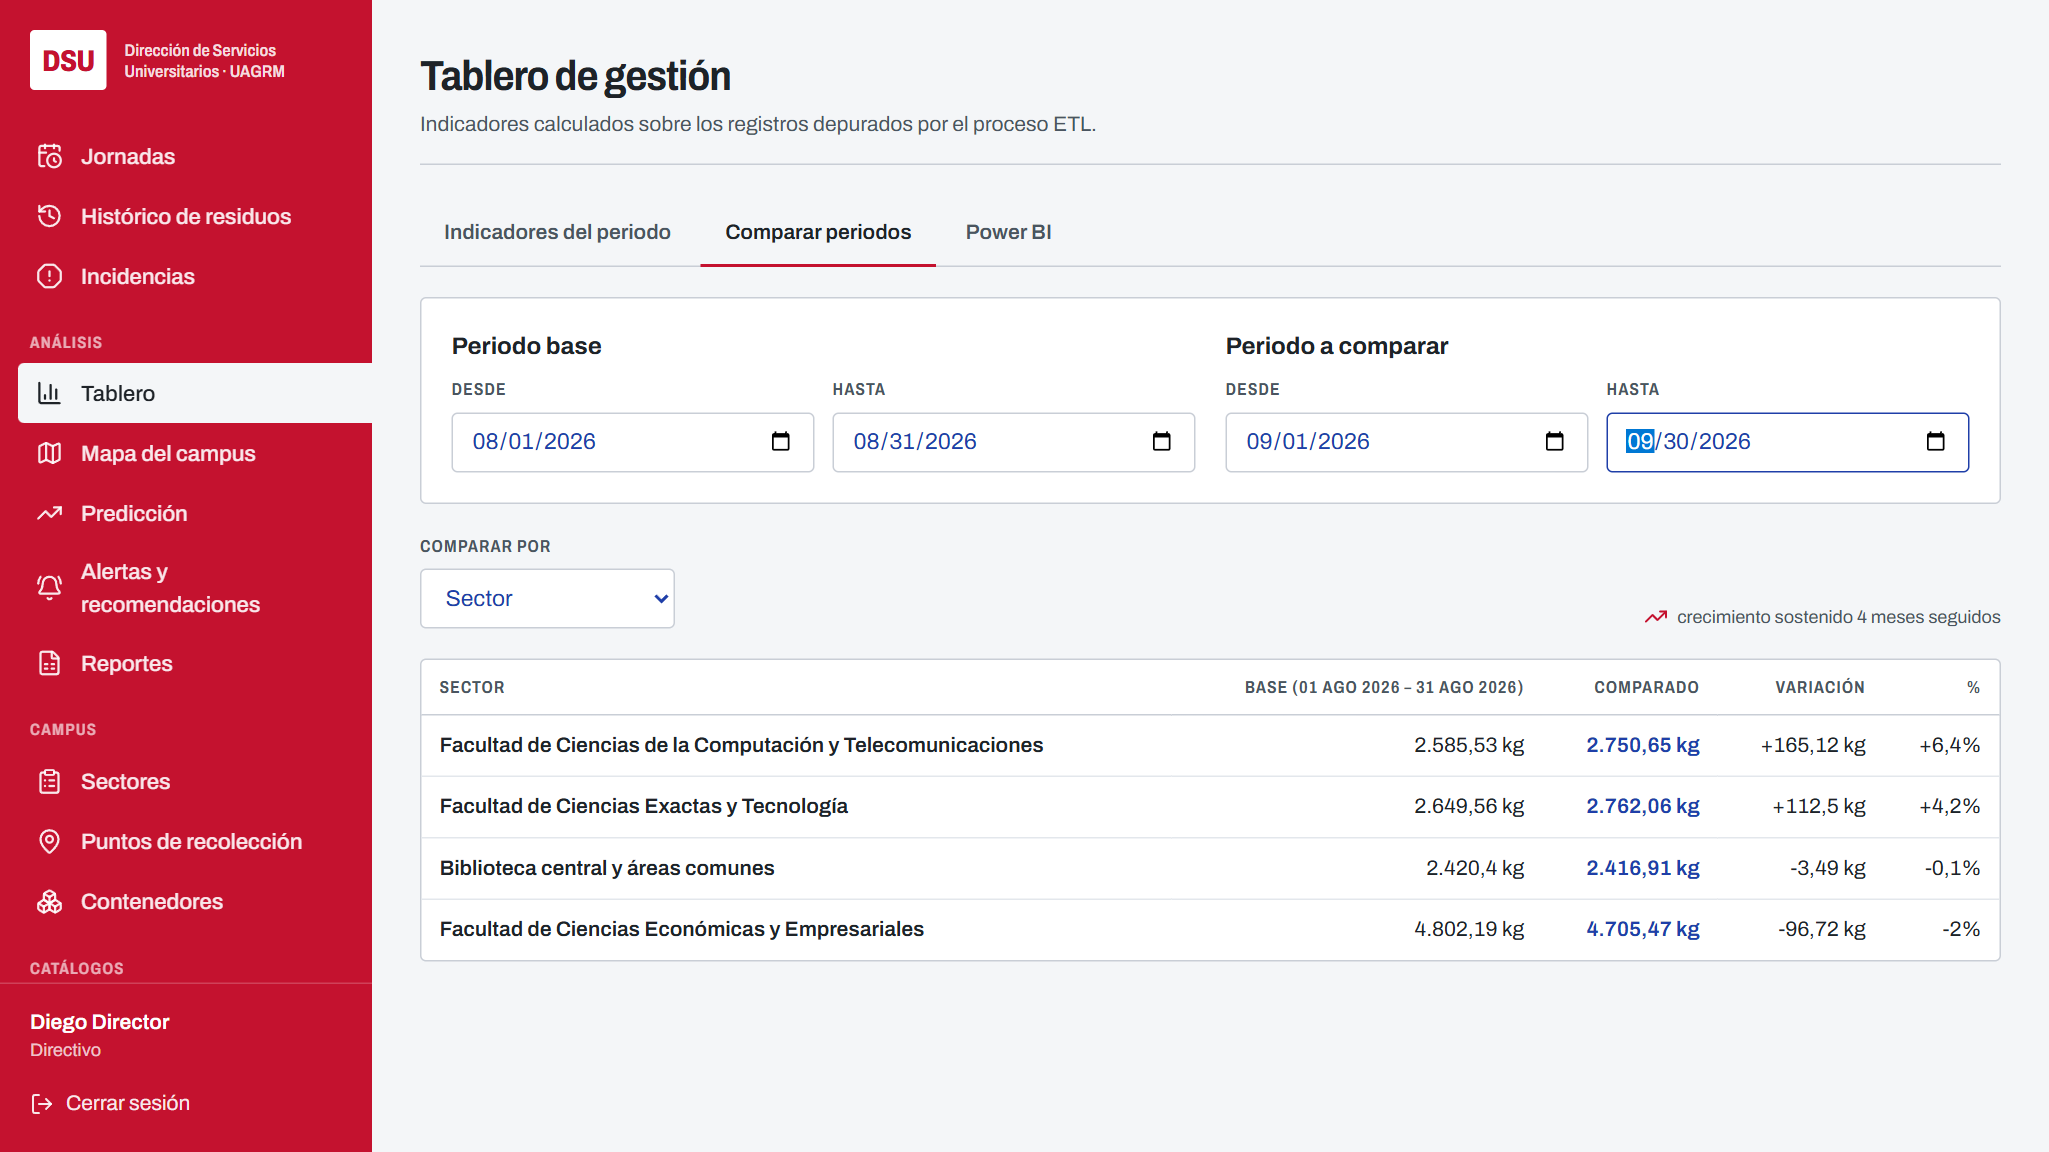 DSU
Dirección de Servicios
Universitarios · UAGRM
Jornadas
Histórico de residuos
Incidencias
ANÁLISIS
Tablero
Mapa del campus
Predicción
Alertas y
recomendaciones
Reportes
CAMPUS
Sectores
Puntos de recolección
Contenedores
CATÁLOGOS
Diego Director
Directivo
Cerrar sesión
Tablero de gestión
Indicadores calculados sobre los registros depurados por el proceso ETL.
Indicadores del periodo Comparar periodos Power BI
Periodo base Periodo a comparar
DESDE HASTA DESDE HASTA
08/01/2026 08/31/2026 09/01/2026 09/30/2026
COMPARAR POR
Sector
crecimiento sostenido 4 meses seguidos
SECTOR BASE (01 AGO 2026 – 31 AGO 2026) COMPARADO VARIACIÓN %
Facultad de Ciencias de la Computación y Telecomunicaciones 2.585,53 kg 2.750,65 kg +165,12 kg +6,4%
Facultad de Ciencias Exactas y Tecnología 2.649,56 kg 2.762,06 kg +112,5 kg +4,2%
Biblioteca central y áreas comunes 2.420,4 kg 2.416,91 kg -3,49 kg -0,1%
Facultad de Ciencias Económicas y Empresariales 4.802,19 kg 4.705,47 kg -96,72 kg -2%